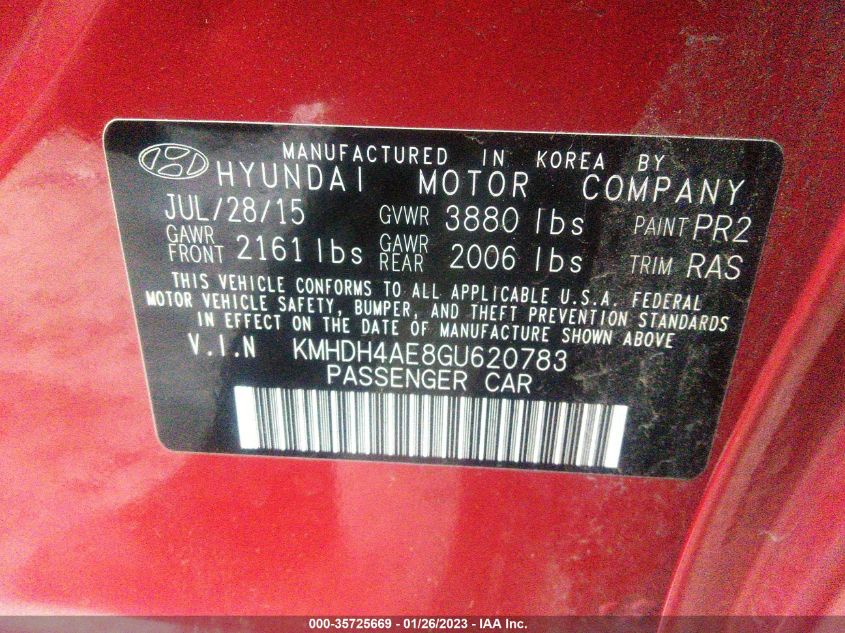 MANUFACTURED IN KOREA BY
HYUNDAI MOTOR COMPANY
JUL/28/15 GVWR 3880 lbs PAINT PR2
GAWR FRONT 2161 lbs GAWR REAR 2006 lbs TRIM RAS
THIS VEHICLE CONFORMS TO ALL APPLICABLE U.S.A. FEDERAL
MOTOR VEHICLE SAFETY, BUMPER, AND THEFT PREVENTION STANDARDS
IN EFFECT ON THE DATE OF MANUFACTURE SHOWN ABOVE
V.I.N KMHDH4AE8GU620783
PASSENGER CAR
000-35725669 - 01/26/2023 - IAA Inc.